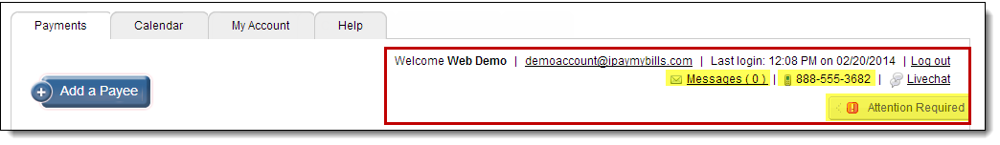 Payments Calendar My Account Help
Welcome Web Demo | demoaccount@ipaymybills.com | Last login: 12:08 PM on 02/20/2014 | Log out
Messages ( 0 ) | 888-555-3682 | Livechat
Add a Payee
Attention Required